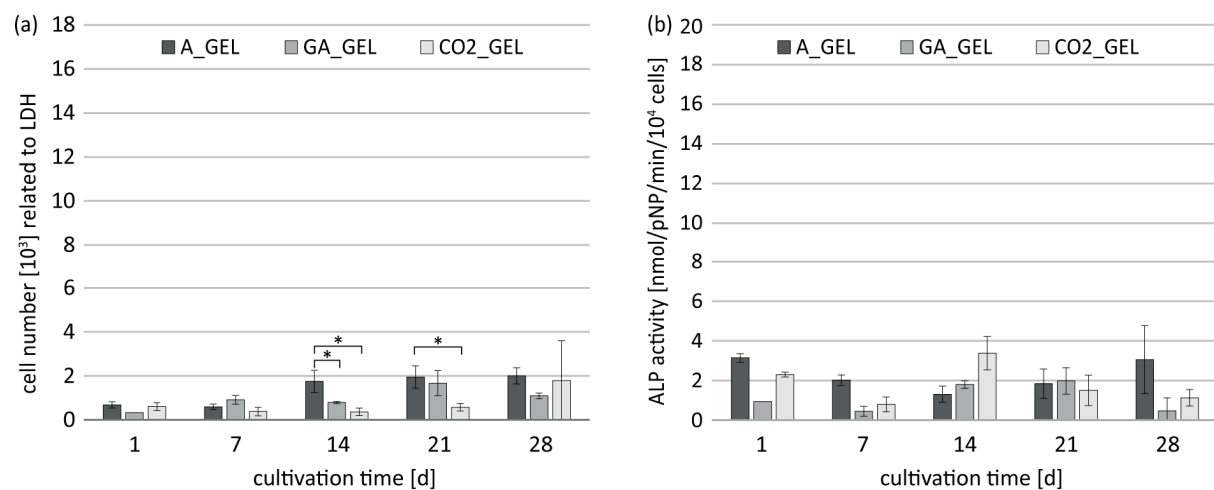 (a)
18
16
14
12
10
8
6
4
2
0
A_GEL GA_GEL CO2_GEL
cell number [10³] related to LDH
* *
*
1 7 14 21 28
cultivation time [d]
(b)
20
18
16
14
12
10
8
6
4
2
0
A_GEL GA_GEL CO2_GEL
ALP activity [nmol/pNP/min/10⁴ cells]
1 7 14 21 28
cultivation time [d]